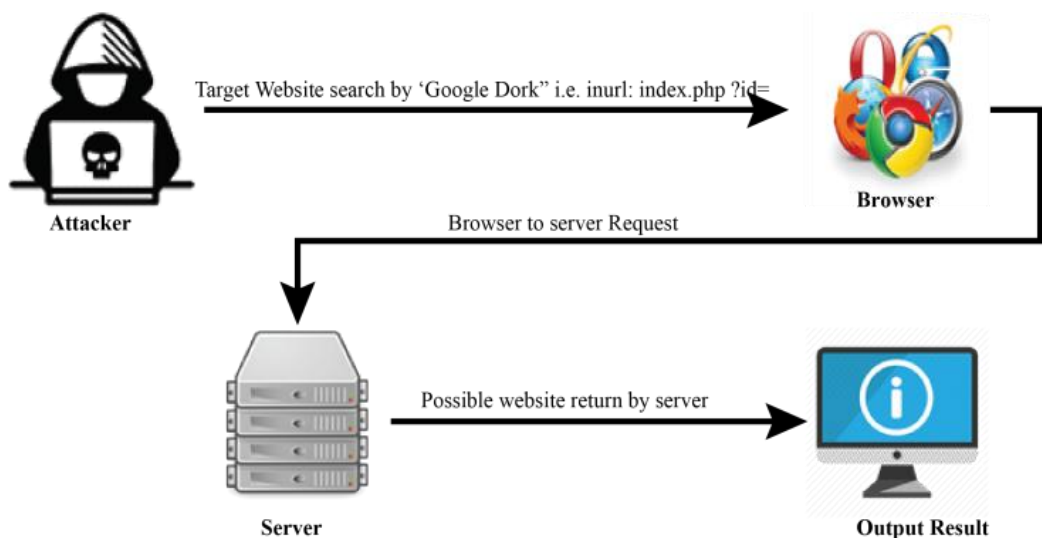 Target Website search by ‘Google Dork” i.e. inurl: index.php ?id=
Attacker
Browser
Browser to server Request
Possible website return by server
Server
Output Result